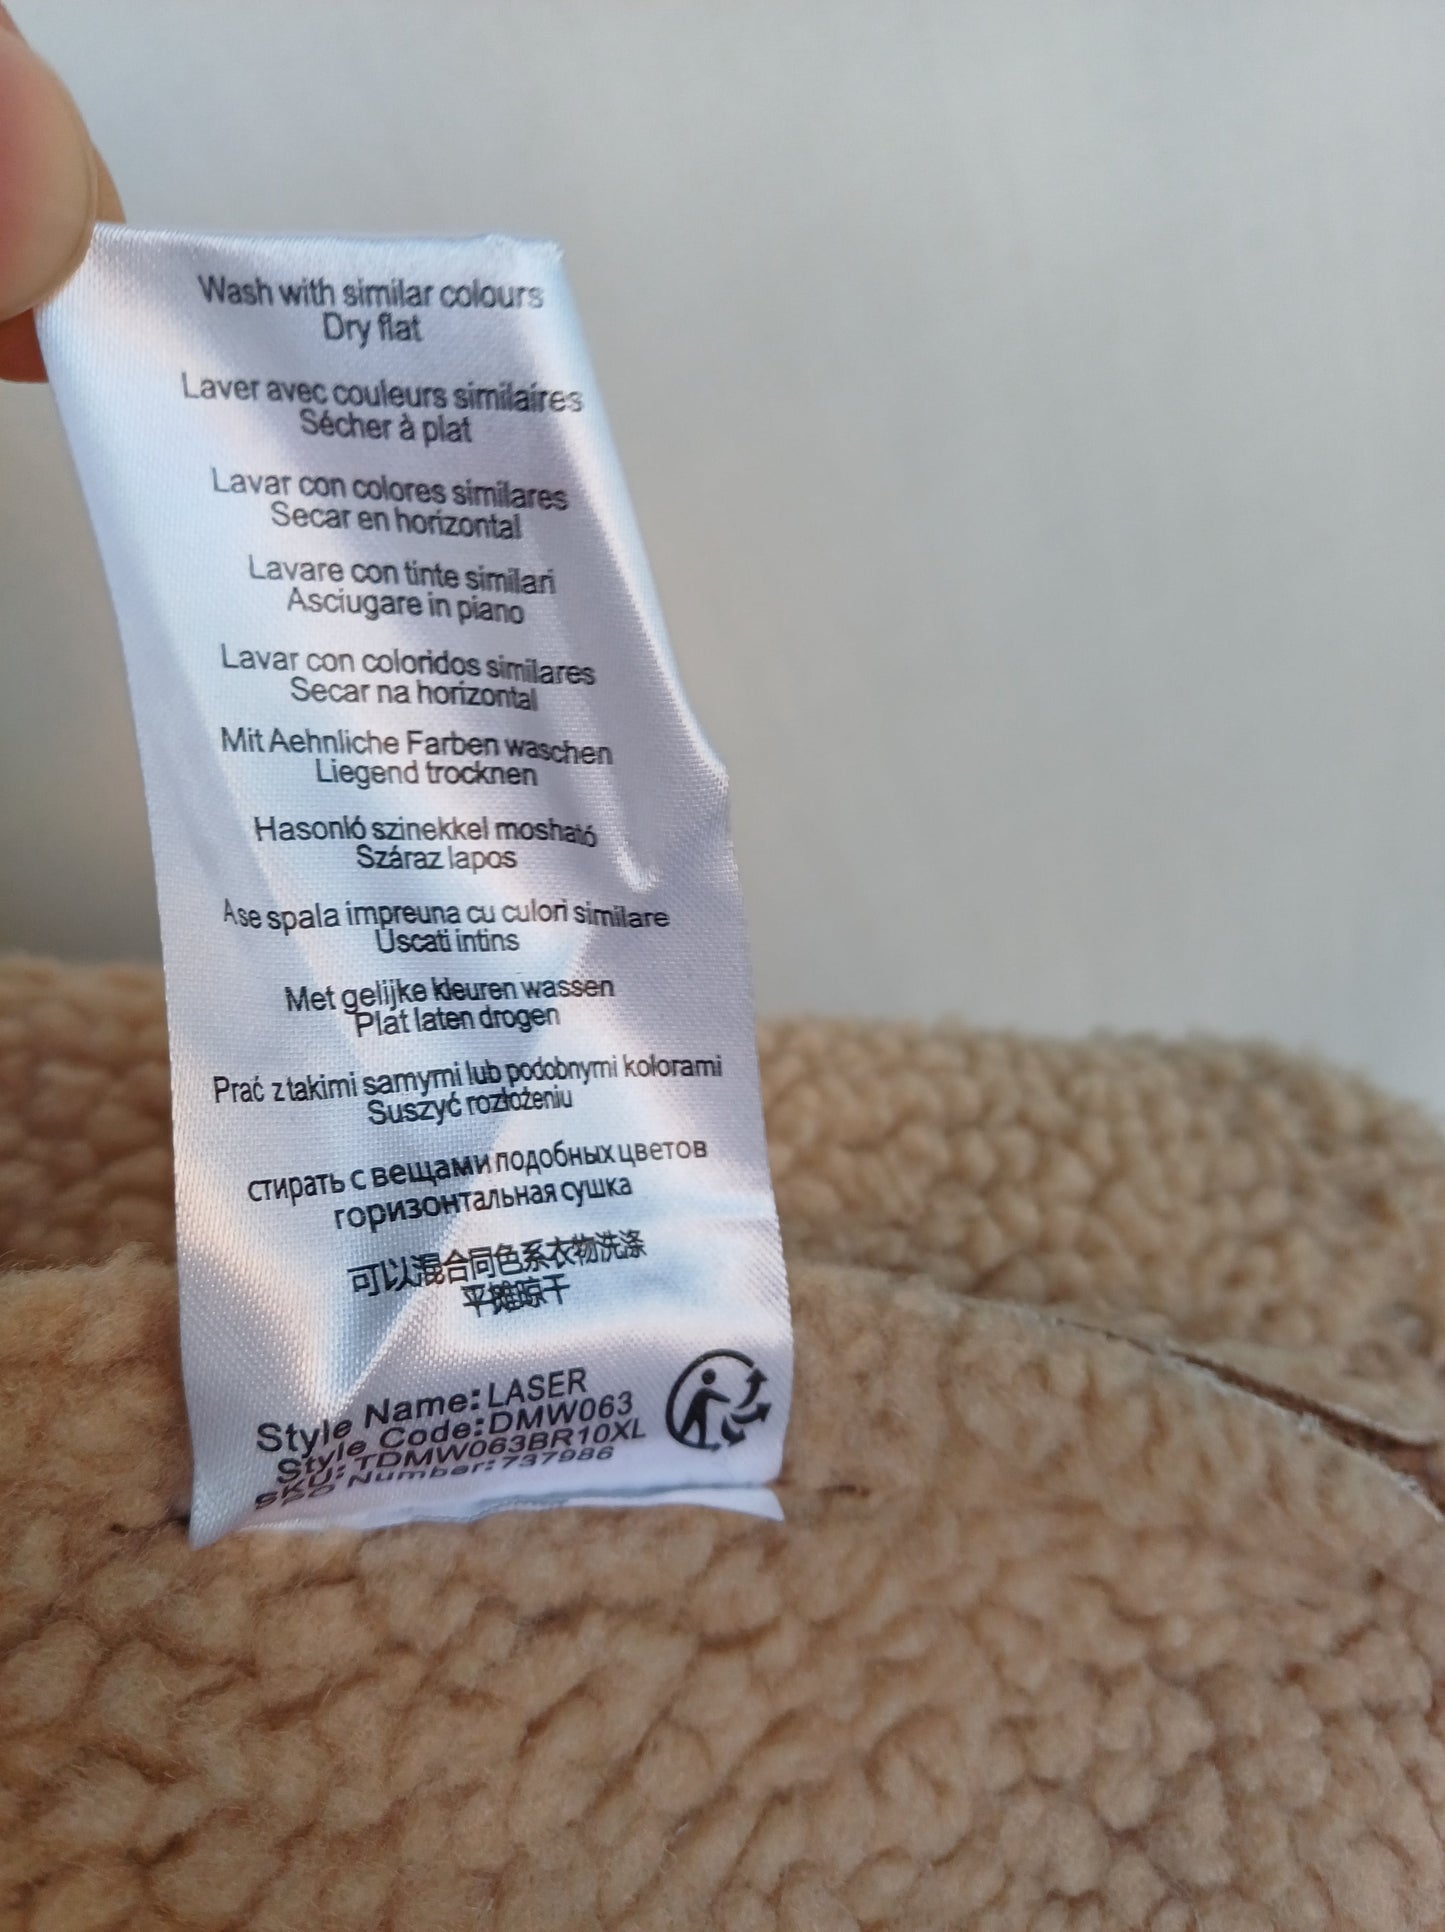 Wash with similar colours
Dry flat
Laver avec couleurs similaires
Sécher à plat
Lavar con colores similares
Secar en horizontal
Lavare con tinte similari
Asciugare in piano
Lavar con coloridos similares
Secar na horizontal
Mit Aehnliche Farben waschen
Liegend trocknen
Hasonló szinekkel mosható
Száraz lapos
Ase spala impreuna cu culori similare
Uscati intins
Met gelijke kleuren wassen
Plat laten drogen
Prać z takimi samymi lub podobnymi kolorami
Suszyć rozłożeniu
стирать с вещами подобных цветов
горизонтальная сушка
可以混合同色系衣物洗涤
平摊晾干
Style Name: LASER
Style Code: DMW063
SKU: TDMW063BR10XL
PO Number: 737986